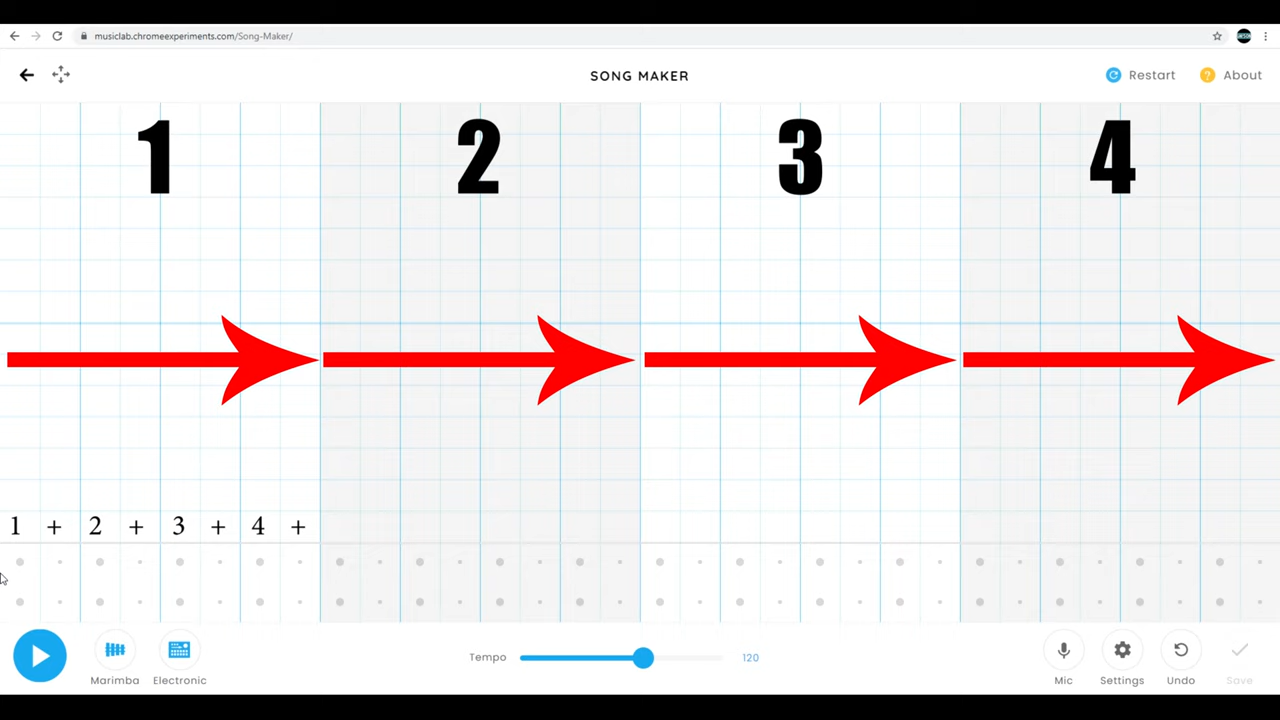 musiclab.chromeexperiments.com/Song-Maker/
SONG MAKER
Restart
About
1 2 3 4
1 + 2 + 3 + 4 +
Tempo 120
Marimba Electronic Mic Settings Undo Save